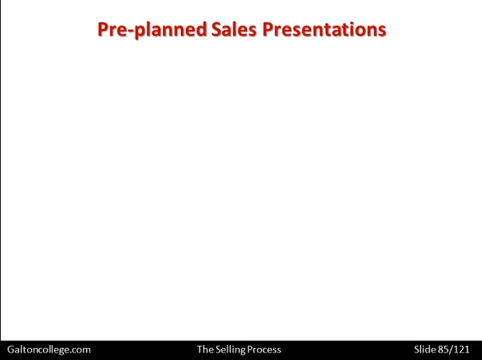 Pre-planned Sales Presentations
Galtoncollege.com
The Selling Process
Slide 85/121